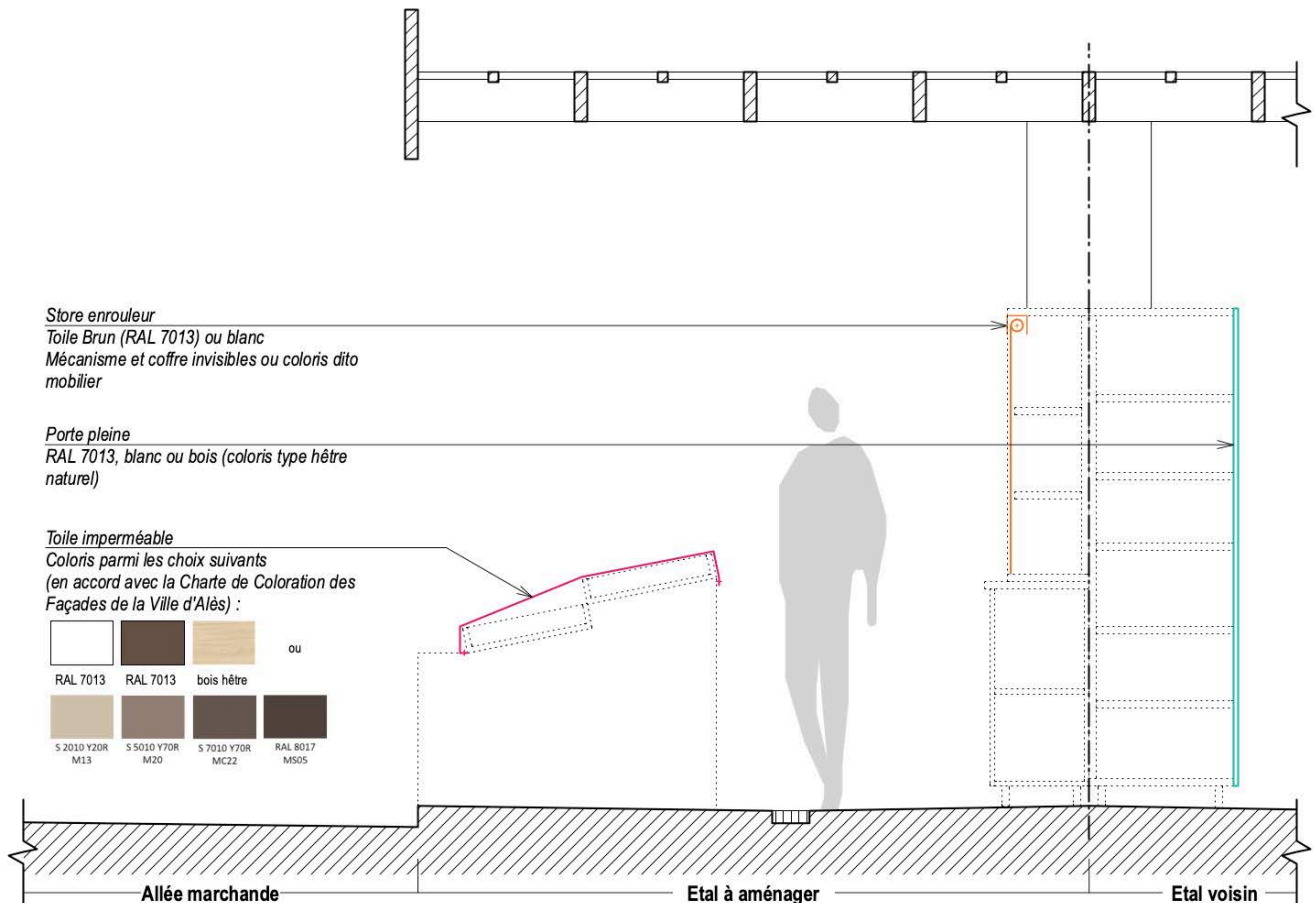 Store enrouleur
Toile Brun (RAL 7013) ou blanc
Mécanisme et coffre invisibles ou coloris dito
mobilier
Porte pleine
RAL 7013, blanc ou bois (coloris type hêtre
naturel)
Toile imperméable
Coloris parmi les choix suivants
(en accord avec la Charte de Coloration des
Façades de la Ville d'Alès) :
ou
RAL 7013 RAL 7013 bois hêtre
S 2010 Y20R S 5010 Y70R S 7010 Y70R RAL 8017
M13 M20 MC22 MS05
Allée marchande Etal à aménager Etal voisin